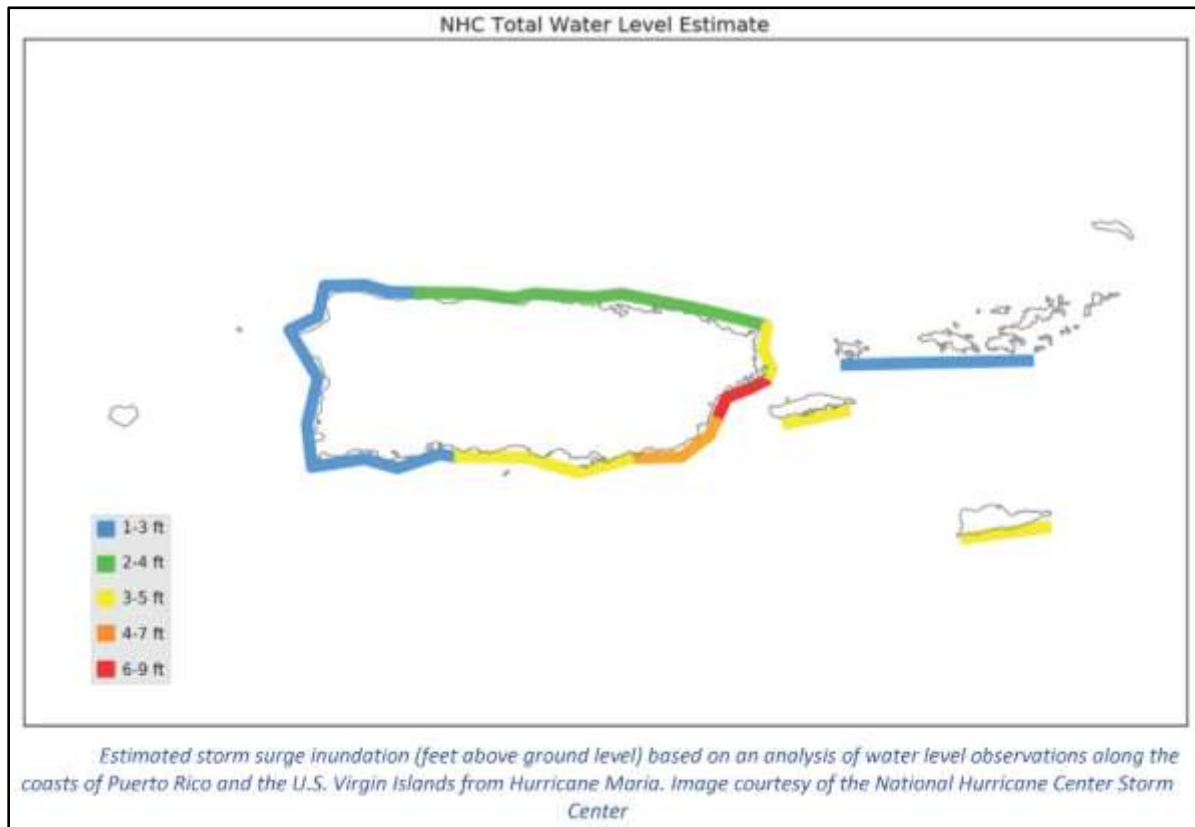 NHC Total Water Level Estimate
1-3 ft
2-4 ft
3-5 ft
4-7 ft
6-9 ft
Estimated storm surge inundation (feet above ground level) based on an analysis of water level observations along the
coasts of Puerto Rico and the U.S. Virgin Islands from Hurricane Maria. Image courtesy of the National Hurricane Center Storm
Center